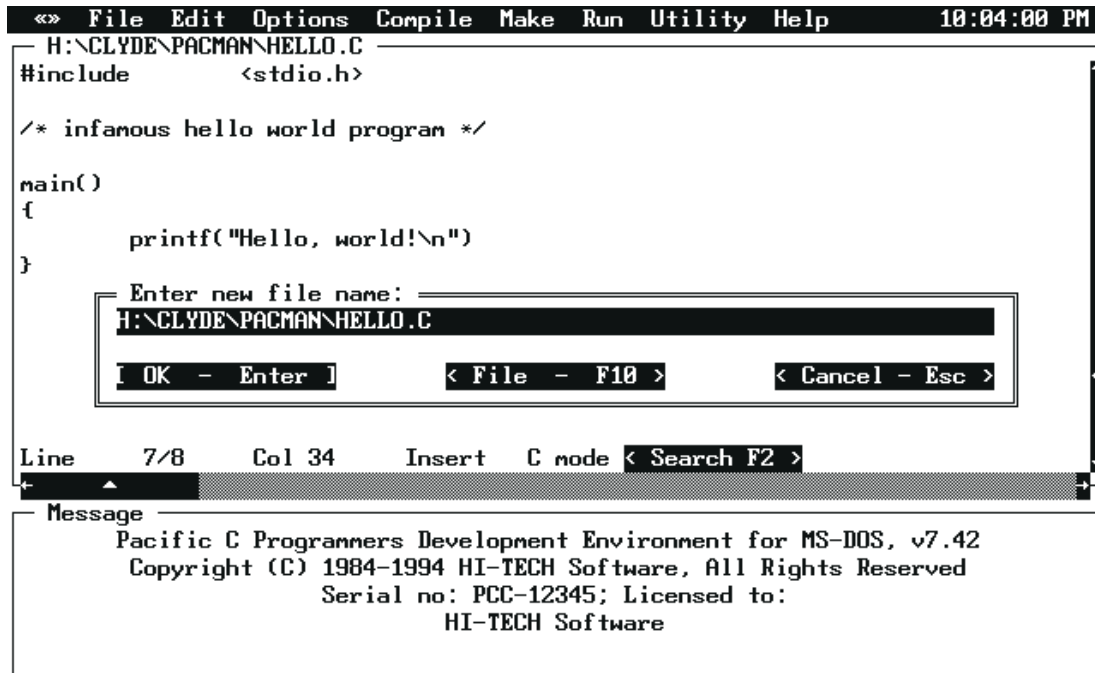 «» File Edit Options Compile Make Run Utility Help 10:04:00 PM
H:\CLYDE\PACMAN\HELLO.C
#include <stdio.h>
/* infamous hello world program */
main()
{
printf("Hello, world!\n")
}
Enter new file name:
H:\CLYDE\PACMAN\HELLO.C
[ OK - Enter ] < File - F10 > < Cancel - Esc >
Line 7/8 Col 34 Insert C mode < Search F2 >
Message
Pacific C Programmers Development Environment for MS-DOS, v7.42
Copyright (C) 1984-1994 HI-TECH Software, All Rights Reserved
Serial no: PCC-12345; Licensed to:
HI-TECH Software